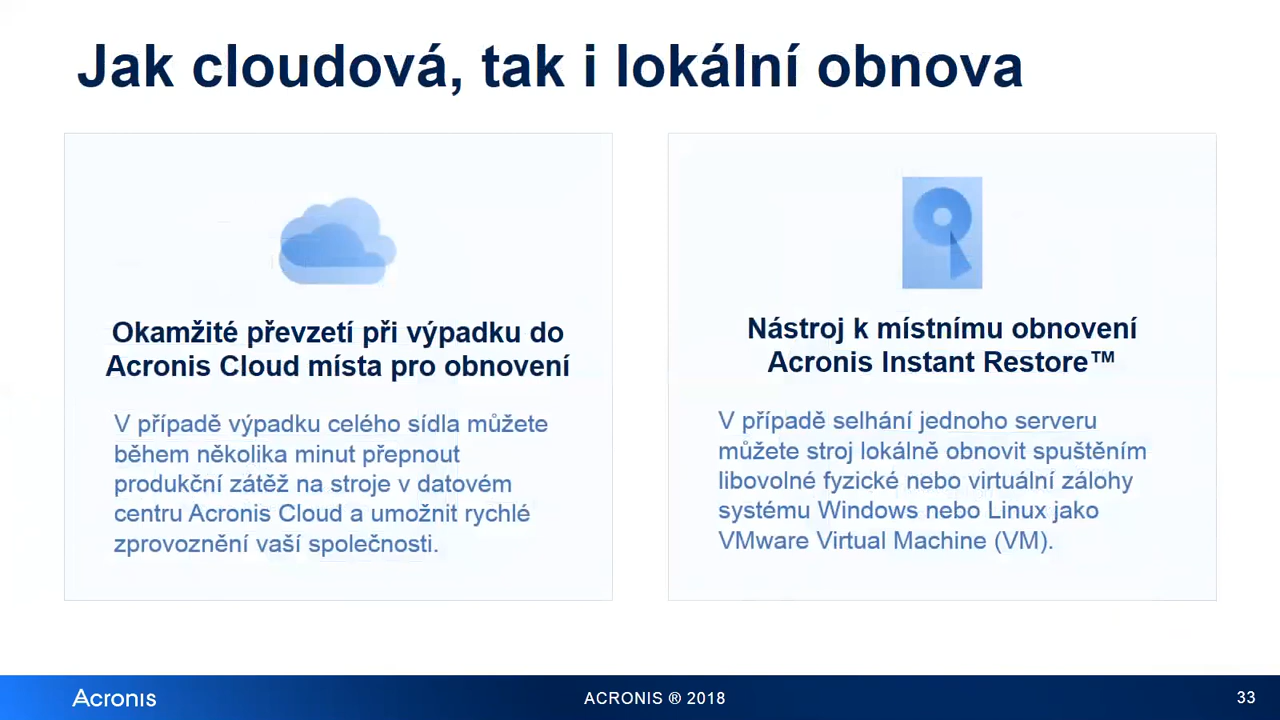 Jak cloudová, tak i lokální obnova
Okamžité převzetí při výpadku do
Acronis Cloud místa pro obnovení
V případě výpadku celého sídla můžete
během několika minut přepnout
produkční zátěž na stroje v datovém
centru Acronis Cloud a umožnit rychlé
zprovoznění vaší společnosti.
Nástroj k místnímu obnovení
Acronis Instant Restore™
V případě selhání jednoho serveru
můžete stroj lokálně obnovit spuštěním
libovolné fyzické nebo virtuální zálohy
systému Windows nebo Linux jako
VMware Virtual Machine (VM).
Acronis
ACRONIS ® 2018
33